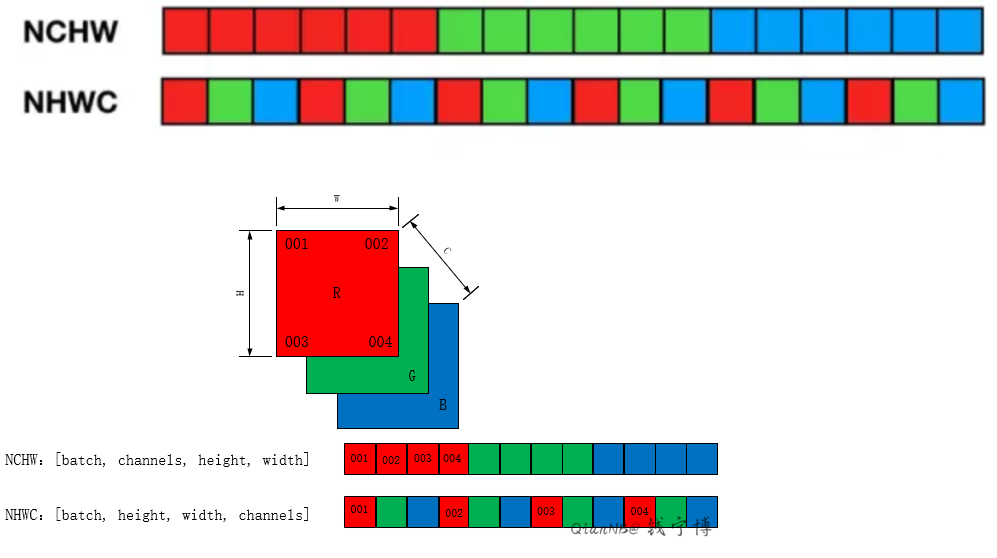 NCHW
NHWC
W
C
H
001 002
R
003 004
G
B
NCHW: [batch, channels, height, width]
001 002 003 004
NHWC: [batch, height, width, channels]
001 002 003 004
QianNB@ 钱宇博